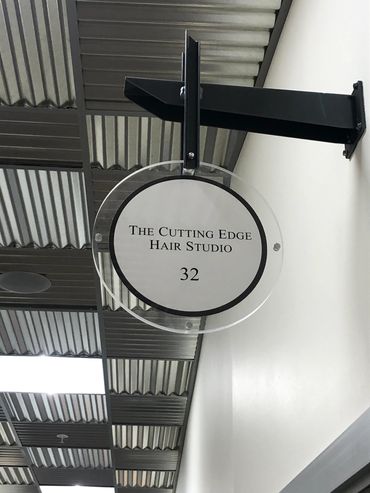 The Cutting Edge
Hair Studio
32